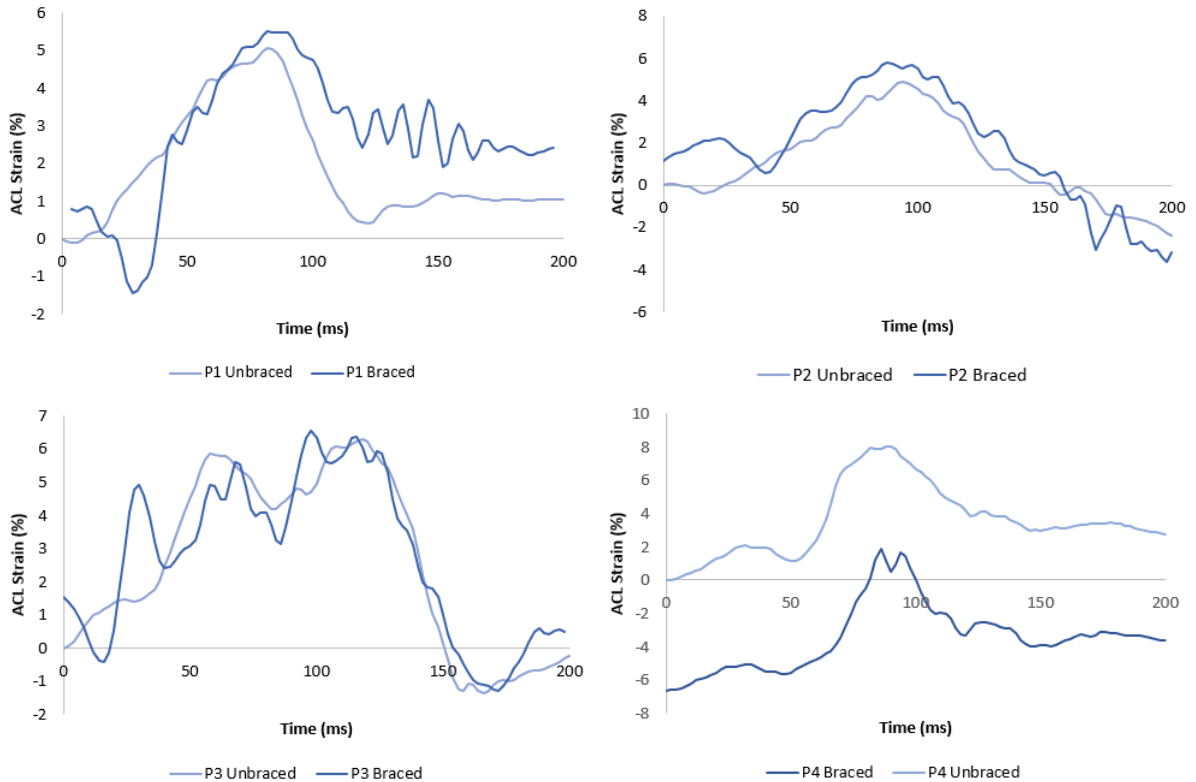 6
5
4
3
2
1
0
-1
-2
0 50 100 150 200
ACL Strain (%)
Time (ms)
P1 Unbraced P1 Braced
8
6
4
2
0
-2
-4
-6
0 50 100 150 200
ACL Strain (%)
Time (ms)
P2 Unbraced P2 Braced
7
6
5
4
3
2
1
0
-1
-2
0 50 100 150 200
ACL Strain (%)
Time (ms)
P3 Unbraced P3 Braced
10
8
6
4
2
0
-2
-4
-6
-8
0 50 100 150 200
ACL Strain (%)
Time (ms)
P4 Braced P4 Unbraced